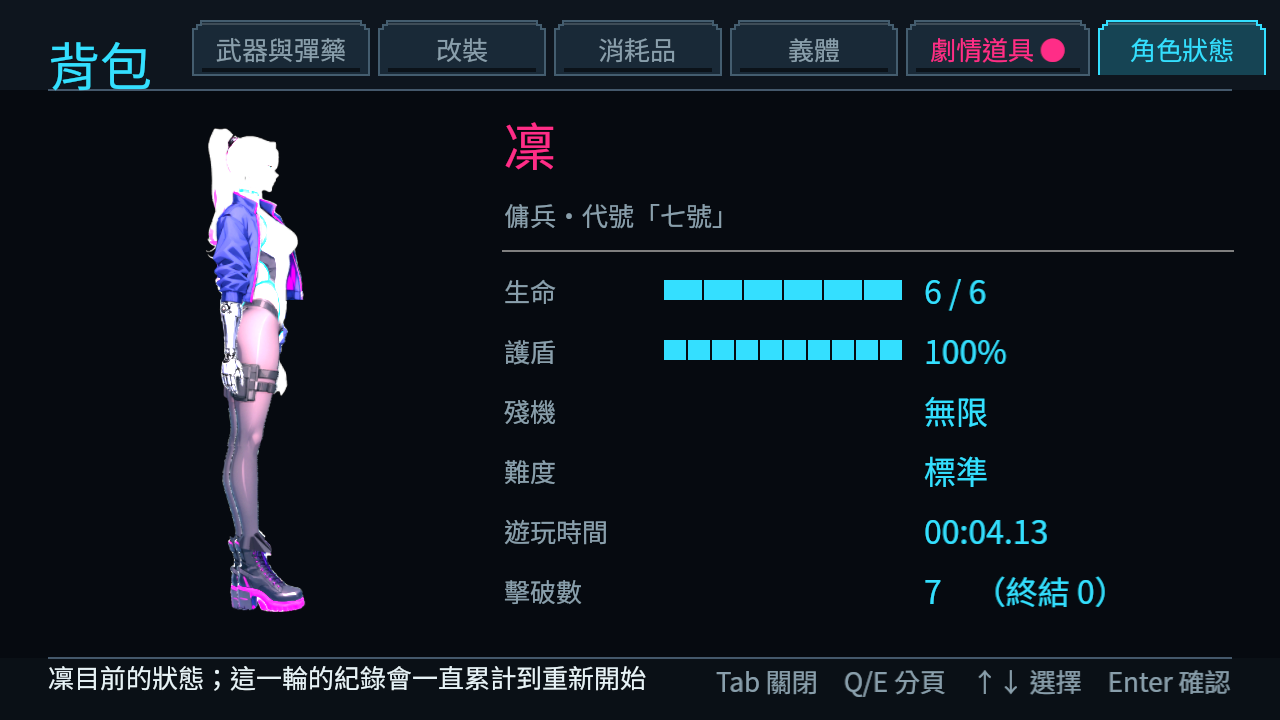 背包
武器與彈藥
改裝
消耗品
義體
劇情道具
角色狀態
凜
傭兵・代號「七號」
生命 6 / 6
護盾 100%
殘機 無限
難度 標準
遊玩時間 00:04.13
擊破數 7 （終結 0）
凜目前的狀態；這一輪的紀錄會一直累計到重新開始
Tab 關閉 Q/E 分頁 ↑↓ 選擇 Enter 確認